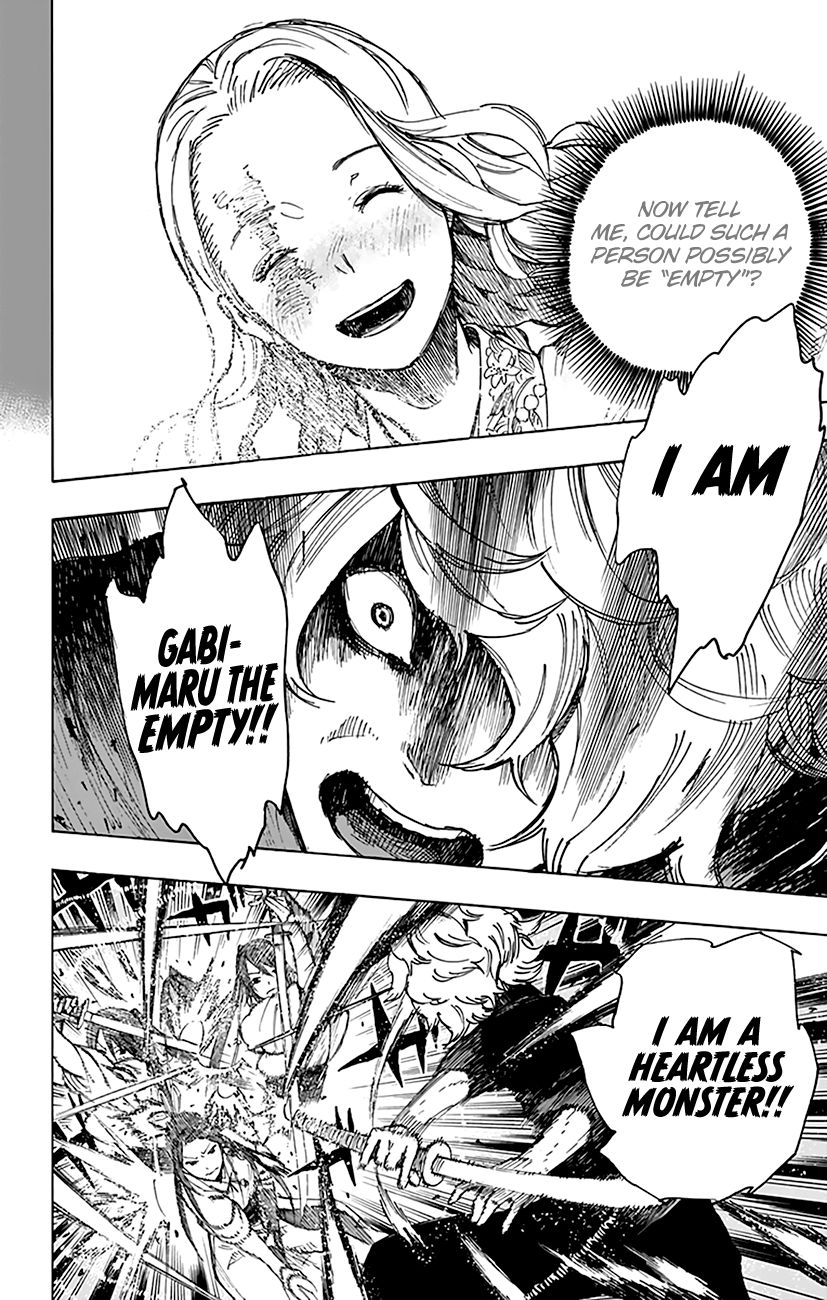 NOW TELL
ME, COULD SUCH A
PERSON POSSIBLY
BE “EMPTY”?
I AM
GABI-
MARU THE
EMPTY!!
I AM A
HEARTLESS
MONSTER!!